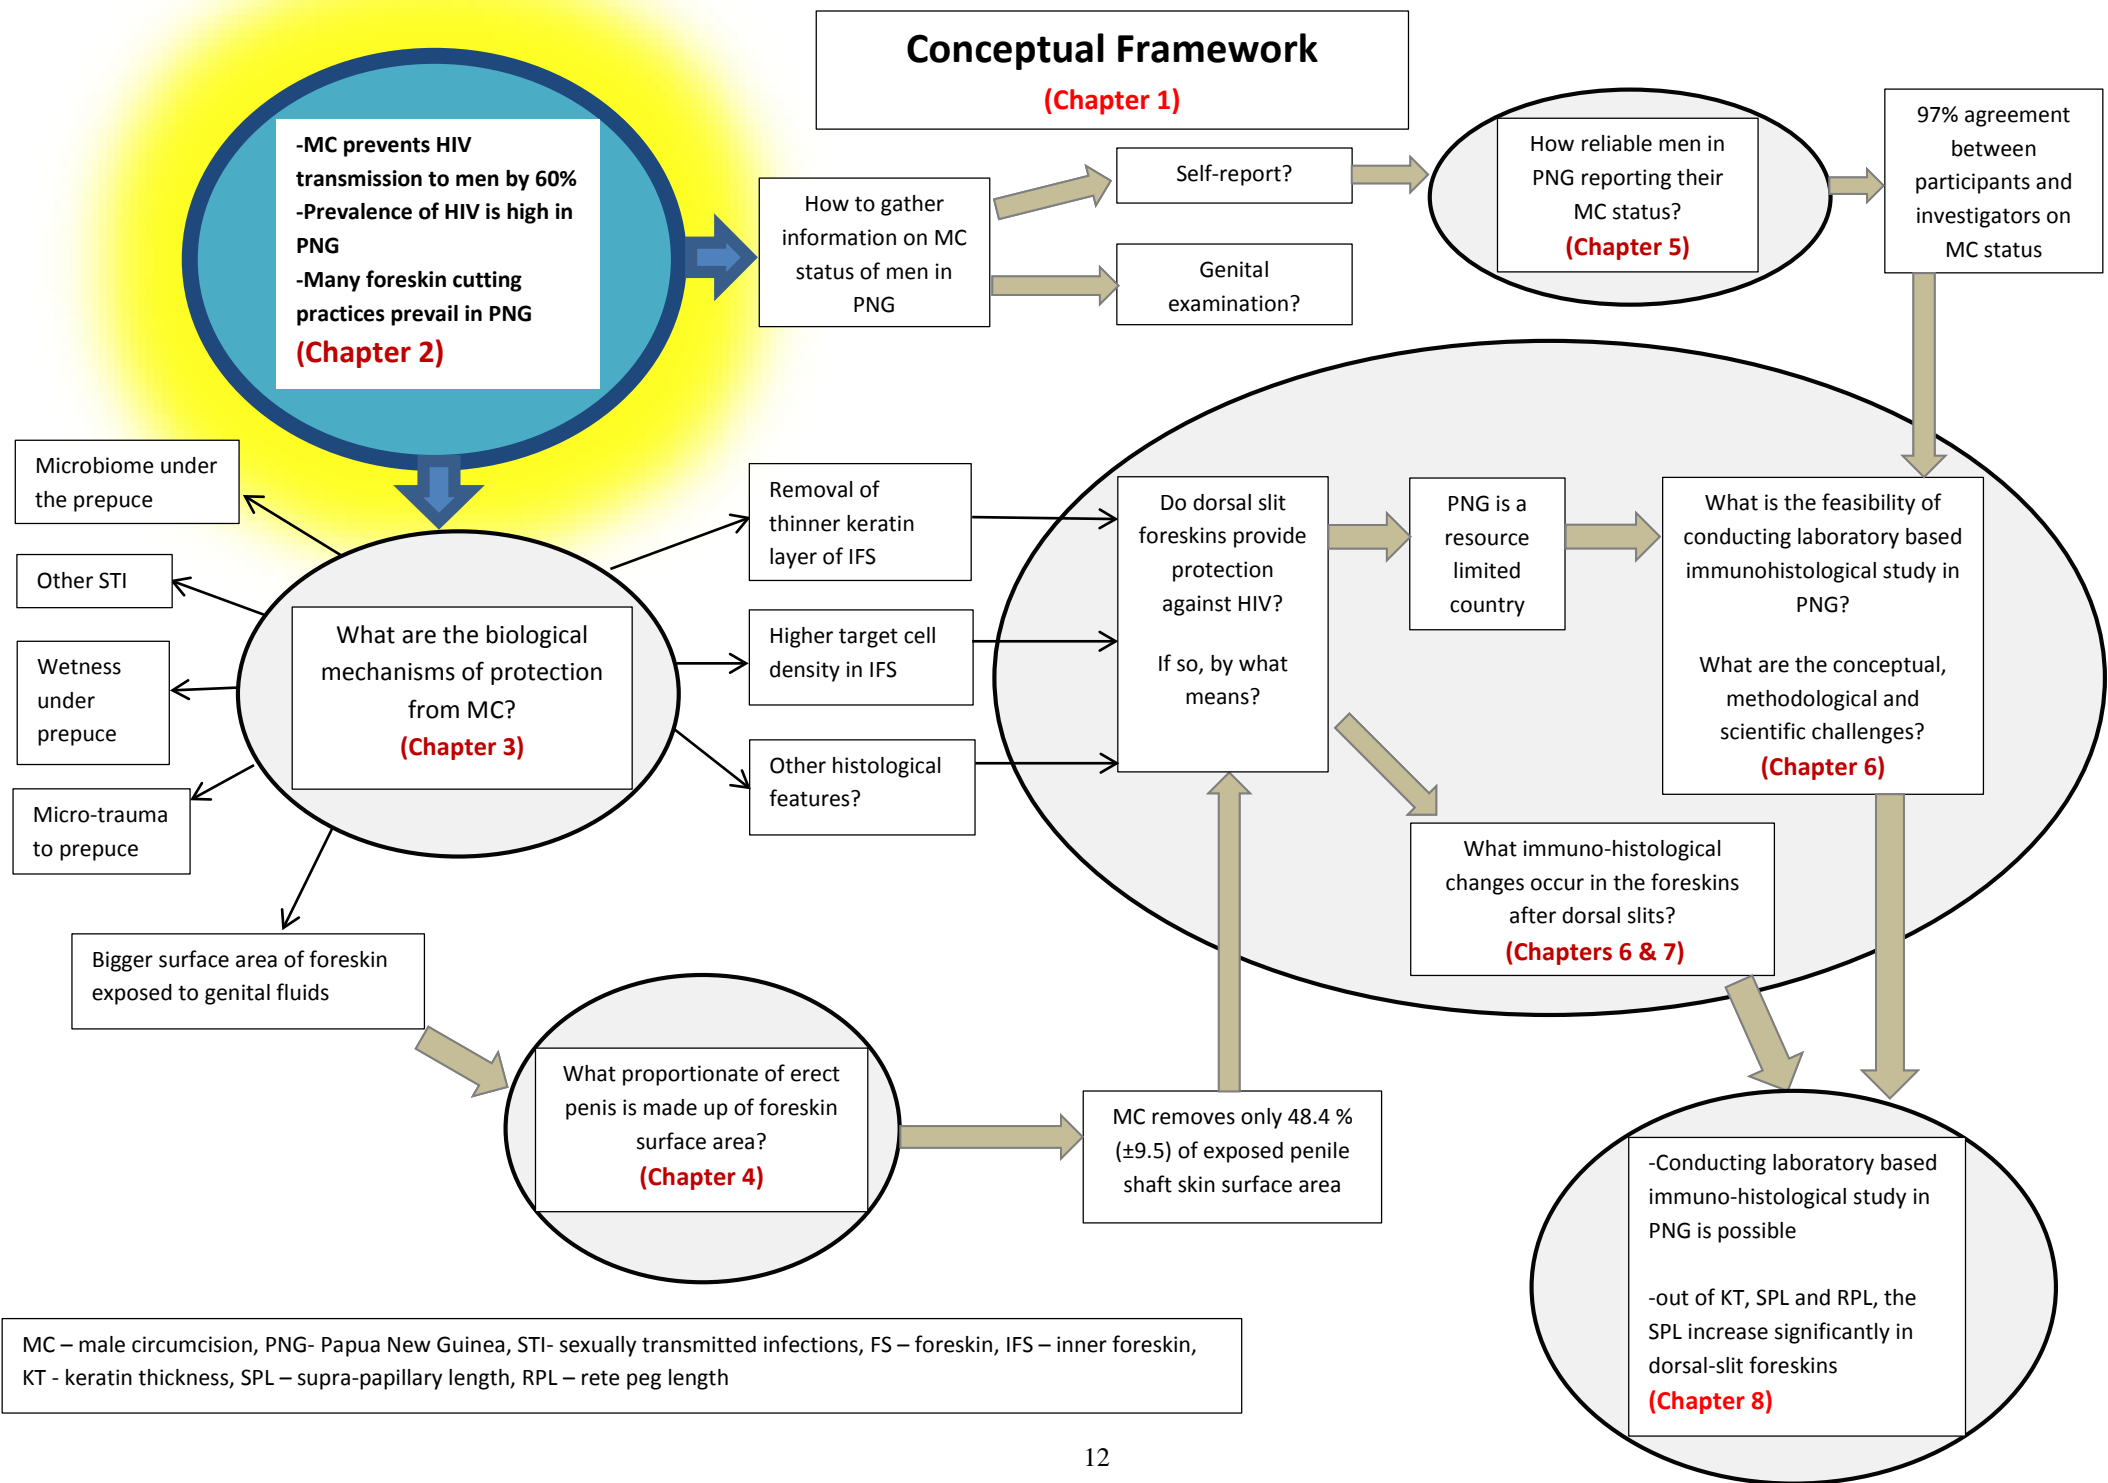 Conceptual Framework
(Chapter 1)
-MC prevents HIV
transmission to men by 60%
-Prevalence of HIV is high in
PNG
-Many foreskin cutting
practices prevail in PNG
(Chapter 2)
How to gather
information on MC
status of men in
PNG
Self-report?
Genital
examination?
How reliable men in
PNG reporting their
MC status?
(Chapter 5)
97% agreement
between
participants and
investigators on
MC status
Microbiome under
the prepuce
Other STI
Wetness
under
prepuce
Micro-trauma
to prepuce
What are the biological
mechanisms of protection
from MC?
(Chapter 3)
Removal of
thinner keratin
layer of IFS
Higher target cell
density in IFS
Other histological
features?
Do dorsal slit
foreskins provide
protection
against HIV?
If so, by what
means?
PNG is a
resource
limited
country
What is the feasibility of
conducting laboratory based
immunohistological study in
PNG?
What are the conceptual,
methodological and
scientific challenges?
(Chapter 6)
What immuno-histological
changes occur in the foreskins
after dorsal slits?
(Chapters 6 & 7)
Bigger surface area of foreskin
exposed to genital fluids
What proportionate of erect
penis is made up of foreskin
surface area?
(Chapter 4)
MC removes only 48.4 %
(±9.5) of exposed penile
shaft skin surface area
-Conducting laboratory based
immuno-histological study in
PNG is possible
-out of KT, SPL and RPL, the
SPL increase significantly in
dorsal-slit foreskins
(Chapter 8)
MC – male circumcision, PNG- Papua New Guinea, STI- sexually transmitted infections, FS – foreskin, IFS – inner foreskin,
KT - keratin thickness, SPL – supra-papillary length, RPL – rete peg length
12